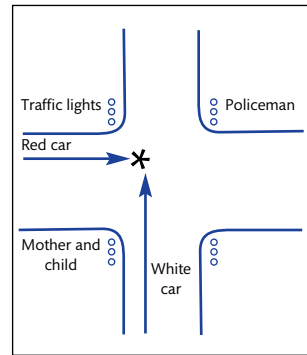 Traffic lights
Policeman
Red car
Mother and
child
White
car